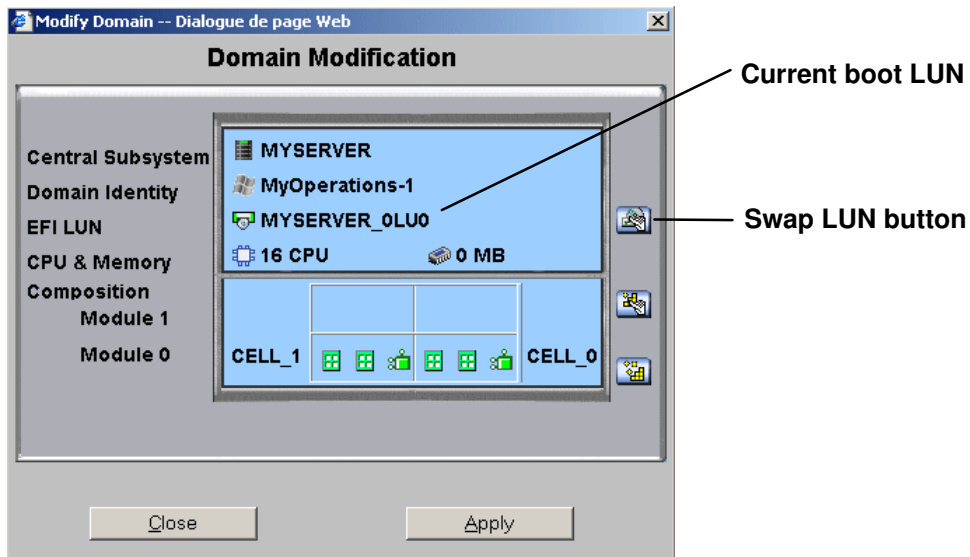 Modify Domain -- Dialogue de page Web
Domain Modification
Current boot LUN
Central Subsystem MYSERVER
Domain Identity MyOperations-1
EFI LUN MYSERVER_0LU0
Swap LUN button
CPU & Memory 16 CPU 0 MB
Composition
Module 1
Module 0 CELL_1 CELL_0
Close Apply